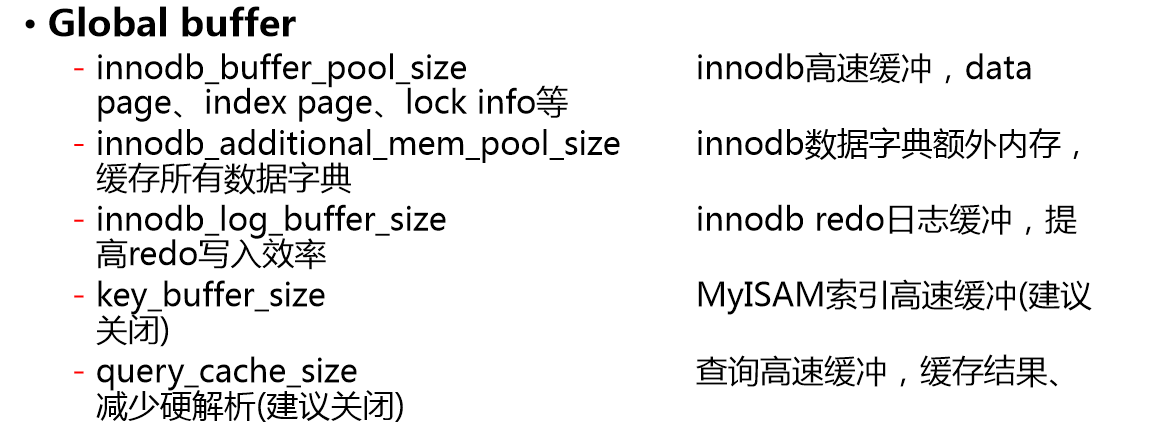 • Global buffer
- innodb_buffer_pool_size innodb高速缓冲，data
page、index page、lock info等
- innodb_additional_mem_pool_size innodb数据字典额外内存，
缓存所有数据字典
- innodb_log_buffer_size innodb redo日志缓冲，提
高redo写入效率
- key_buffer_size MyISAM索引高速缓冲(建议
关闭)
- query_cache_size 查询高速缓冲，缓存结果、
减少硬解析(建议关闭)